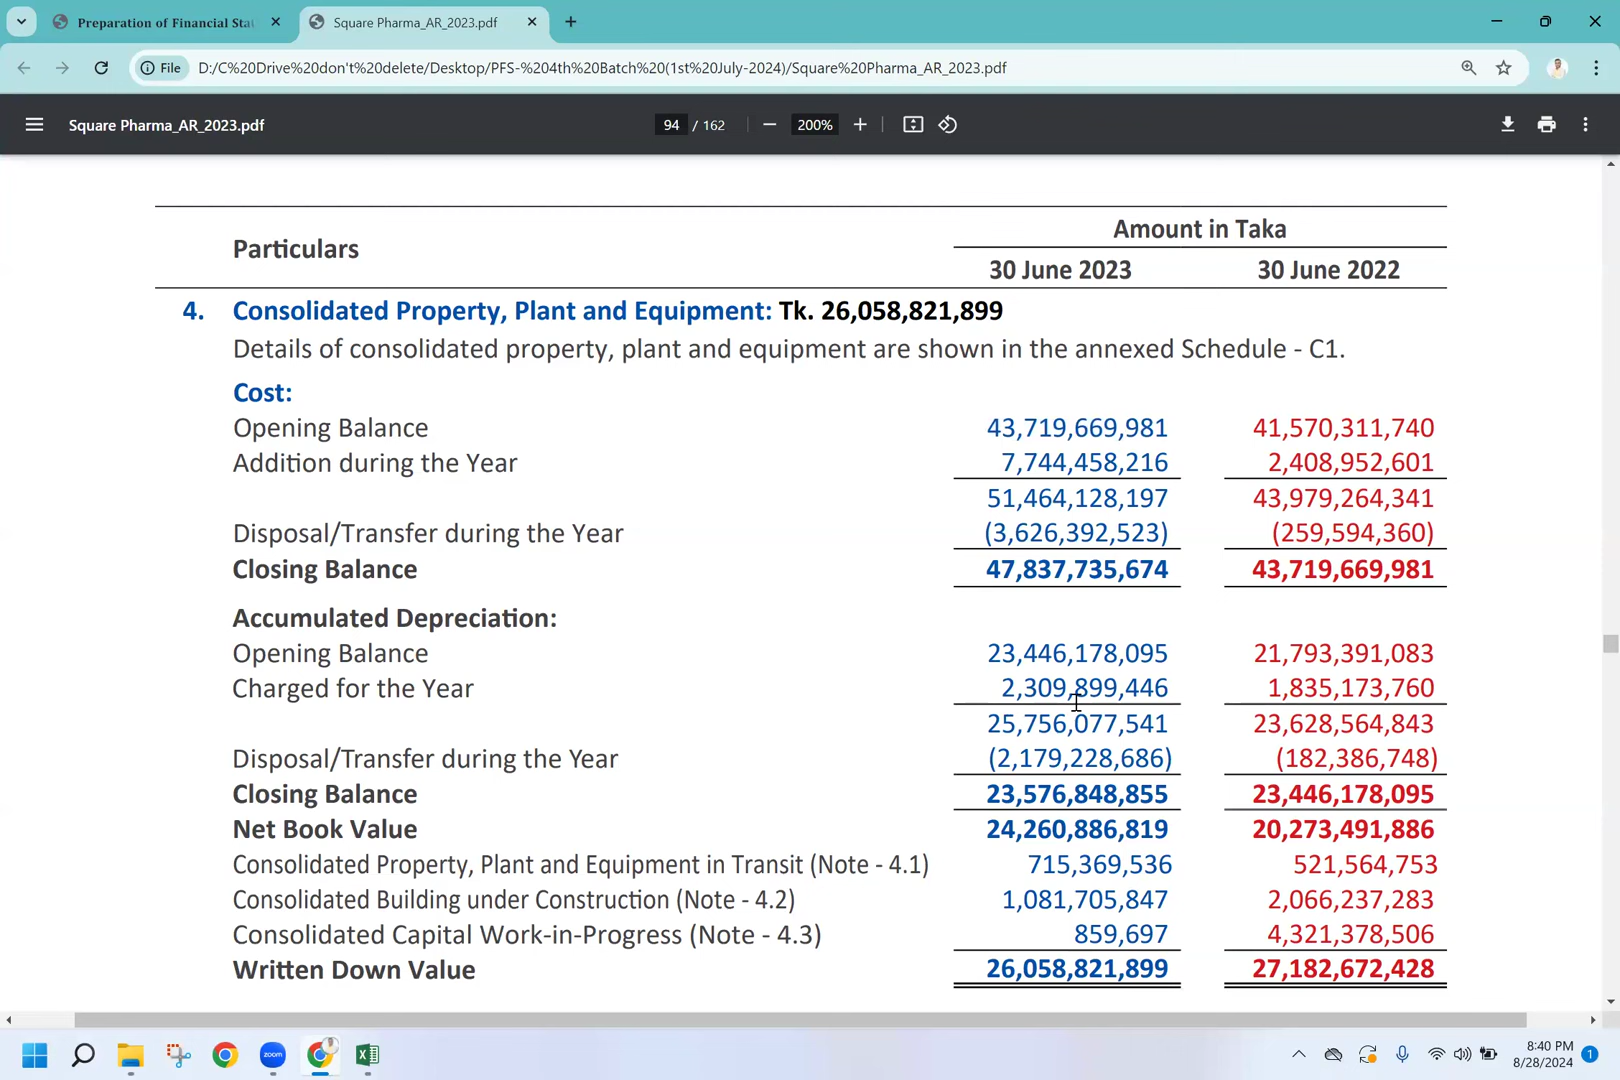 Preparation of Financial Sta
Square Pharma_AR_2023.pdf
File
D:/C%20Drive%20don't%20delete/Desktop/PFS-%204th%20Batch%20(1st%20July-2024)/Square%20Pharma_AR_2023.pdf
Square Pharma_AR_2023.pdf
94 / 162
200%
Particulars
Amount in Taka
30 June 2023 30 June 2022
4. Consolidated Property, Plant and Equipment: Tk. 26,058,821,899
Details of consolidated property, plant and equipment are shown in the annexed Schedule - C1.
Cost:
Opening Balance 43,719,669,981 41,570,311,740
Addition during the Year 7,744,458,216 2,408,952,601
51,464,128,197 43,979,264,341
Disposal/Transfer during the Year (3,626,392,523) (259,594,360)
Closing Balance 47,837,735,674 43,719,669,981
Accumulated Depreciation:
Opening Balance 23,446,178,095 21,793,391,083
Charged for the Year 2,309,899,446 1,835,173,760
25,756,077,541 23,628,564,843
Disposal/Transfer during the Year (2,179,228,686) (182,386,748)
Closing Balance 23,576,848,855 23,446,178,095
Net Book Value 24,260,886,819 20,273,491,886
Consolidated Property, Plant and Equipment in Transit (Note - 4.1) 715,369,536 521,564,753
Consolidated Building under Construction (Note - 4.2) 1,081,705,847 2,066,237,283
Consolidated Capital Work-in-Progress (Note - 4.3) 859,697 4,321,378,506
Written Down Value 26,058,821,899 27,182,672,428
zoom
8:40 PM
8/28/2024
1